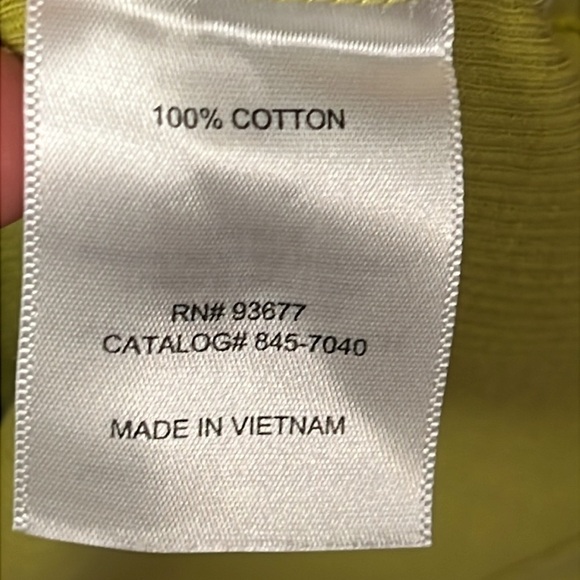 100% COTTON
RN# 93677
CATALOG# 845-7040
MADE IN VIETNAM